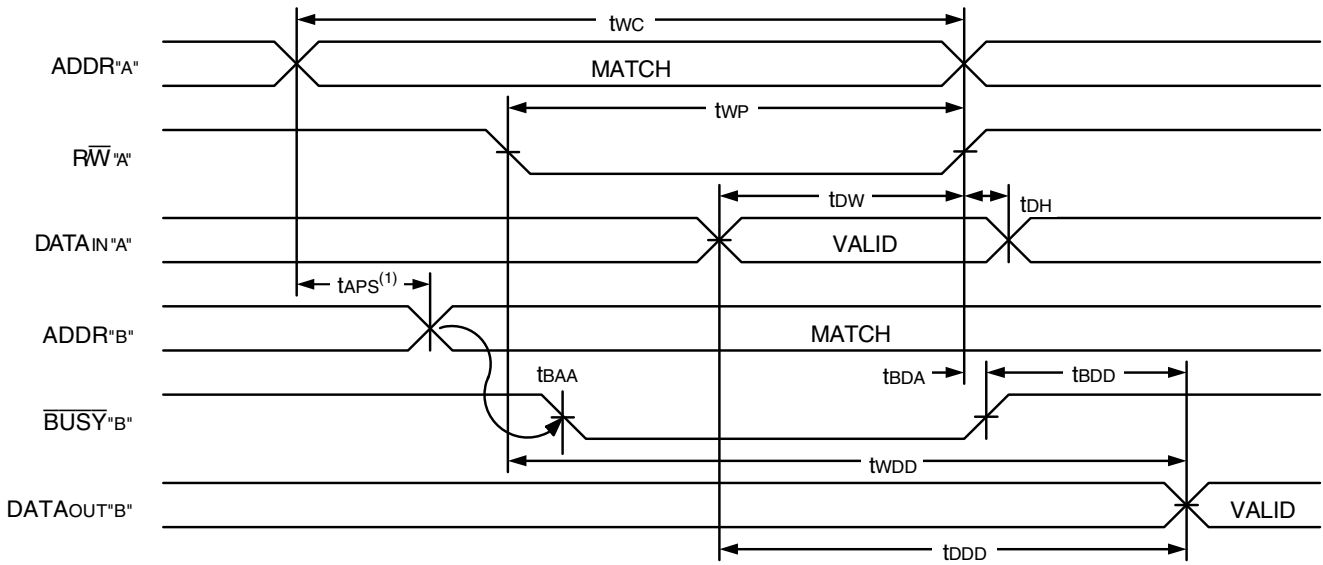 tWC
ADDR"A"
MATCH
tWP
R/W"A"
tDW
tDH
DATAIN"A"
VALID
tAPS(1)
ADDR"B"
MATCH
tBAA
tBDA
tBDD
BUSY"B"
tWDD
DATAOUT"B"
VALID
tDDD